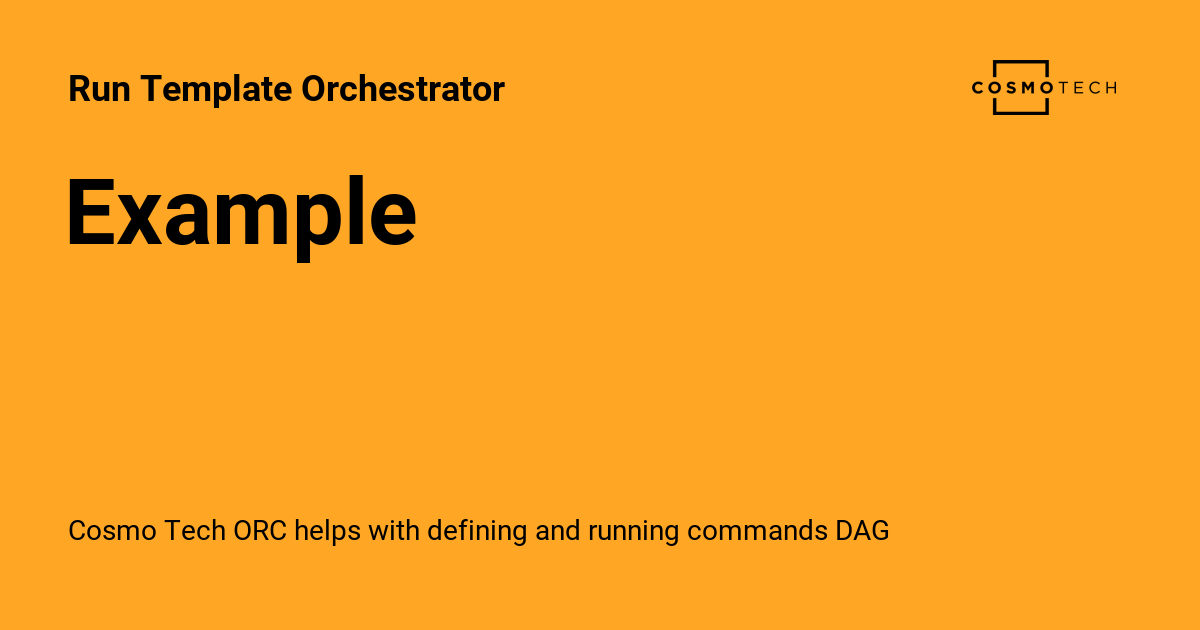 Run Template Orchestrator
COSMOTECH
Example
Cosmo Tech ORC helps with defining and running commands DAG